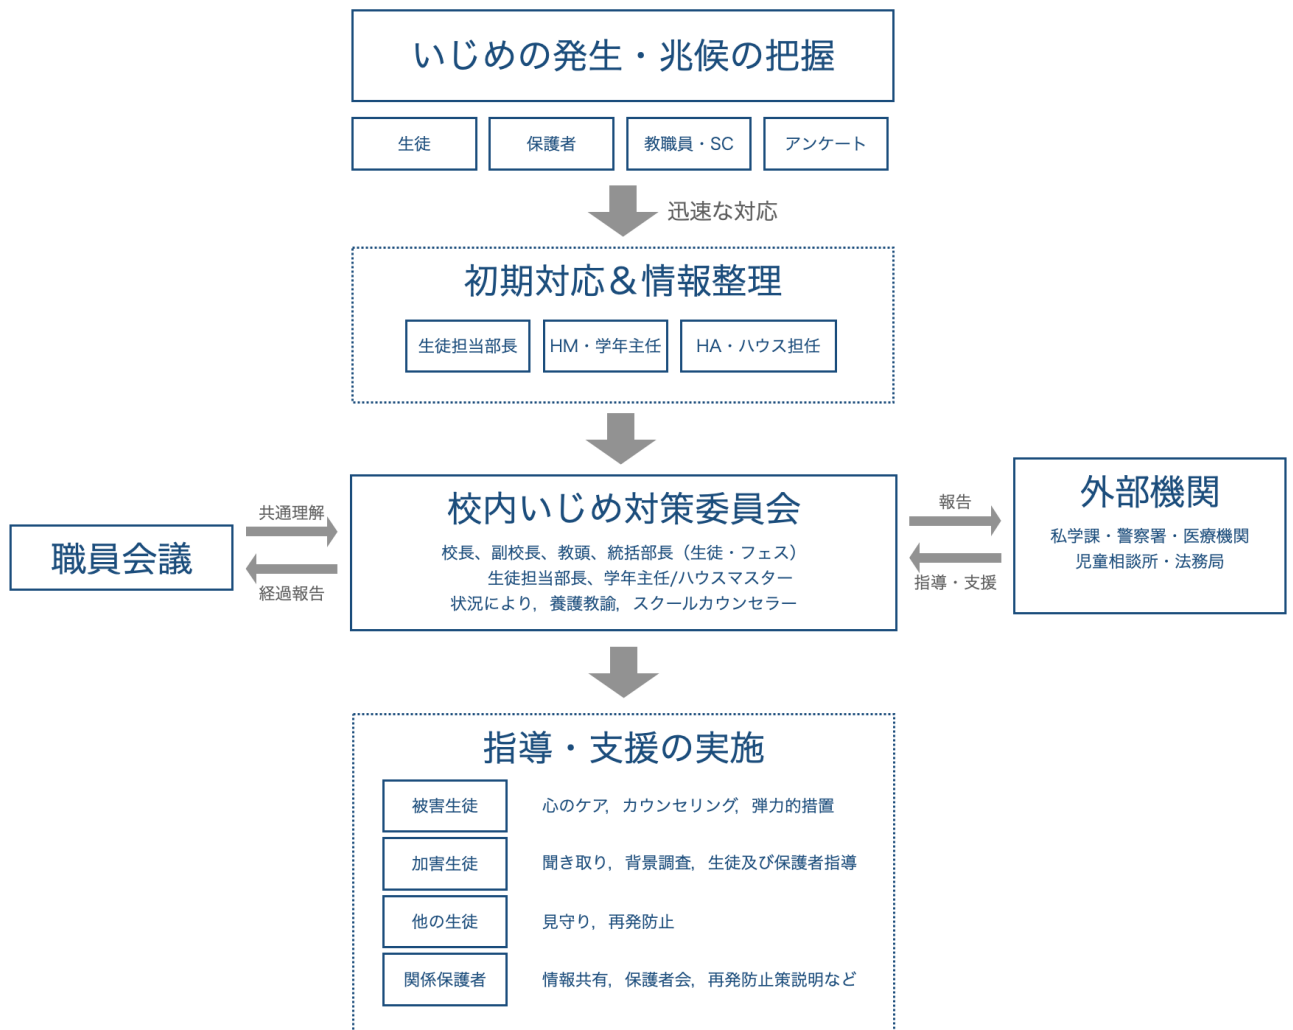 いじめの発生・兆候の把握
生徒
保護者
教職員・SC
アンケート
迅速な対応
初期対応＆情報整理
生徒担当部長
HM・学年主任
HA・ハウス担任
職員会議
共通理解
経過報告
校内いじめ対策委員会
校長、副校長、教頭、統括部長（生徒・フェス）
生徒担当部長、学年主任/ハウスマスター
状況により，養護教諭，スクールカウンセラー
報告
指導・支援
外部機関
私学課・警察署・医療機関
児童相談所・法務局
指導・支援の実施
被害生徒
心のケア，カウンセリング，弾力的措置
加害生徒
聞き取り，背景調査，生徒及び保護者指導
他の生徒
見守り，再発防止
関係保護者
情報共有，保護者会，再発防止策説明など